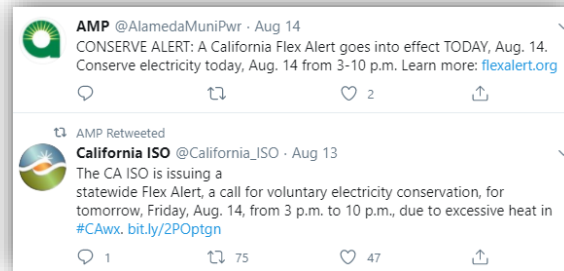 AMP @AlamedaMuniPwr · Aug 14
CONSERVE ALERT: A California Flex Alert goes into effect TODAY, Aug. 14.
Conserve electricity today, Aug. 14 from 3-10 p.m. Learn more: flexalert.org
2
AMP Retweeted
California ISO @California_ISO · Aug 13
The CA ISO is issuing a
statewide Flex Alert, a call for voluntary electricity conservation, for
tomorrow, Friday, Aug. 14, from 3 p.m. to 10 p.m., due to excessive heat in
#CAwx. bit.ly/2POptgn
1 75 47